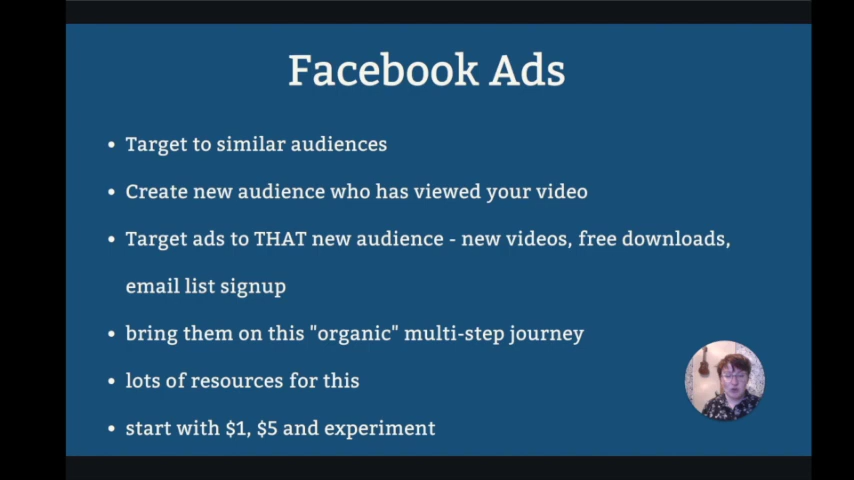 Facebook Ads
• Target to similar audiences
• Create new audience who has viewed your video
• Target ads to THAT new audience - new videos, free downloads,
email list signup
• bring them on this "organic" multi-step journey
• lots of resources for this
• start with $1, $5 and experiment